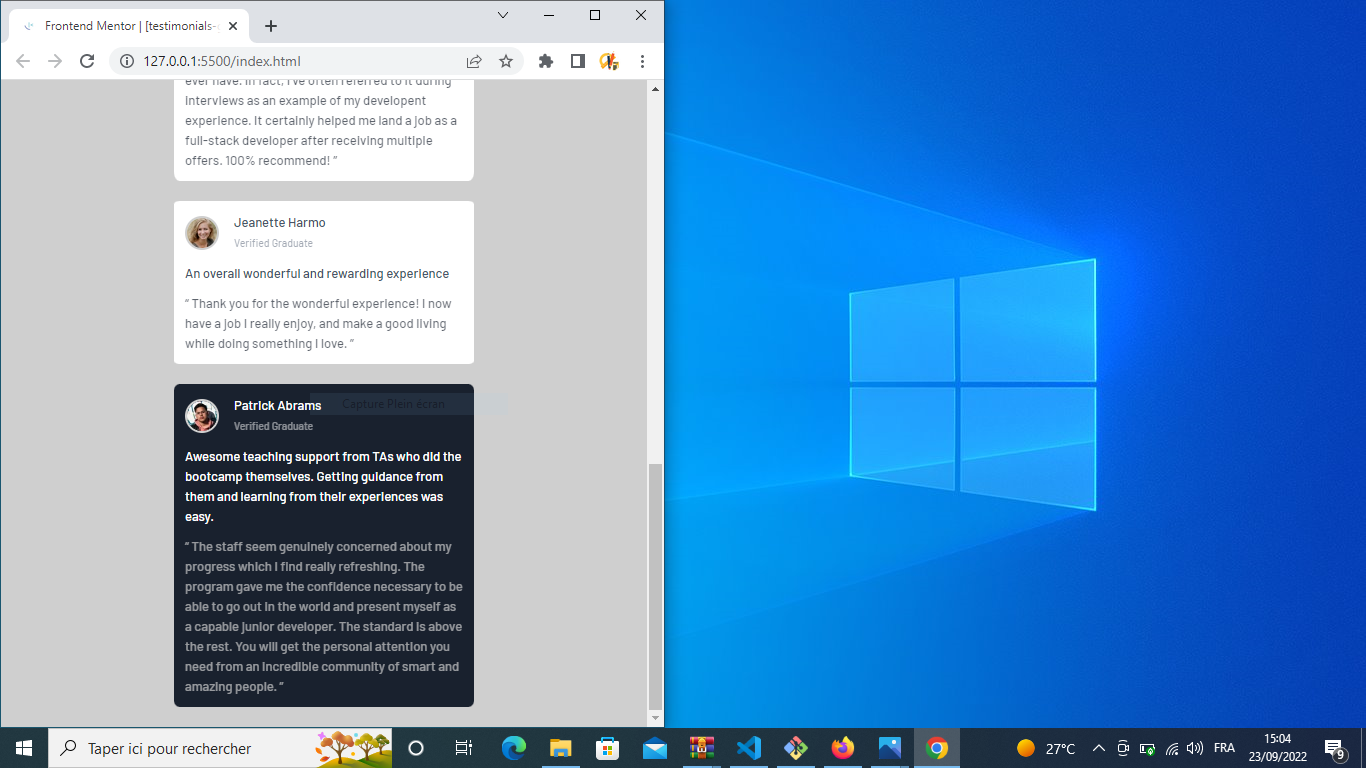 Frontend Mentor | [testimonials-g
127.0.0.1:5500/index.html
ever have. In fact, I've often referred to it during
interviews as an example of my developent
experience. It certainly helped me land a job as a
full-stack developer after receiving multiple
offers. 100% recommend! ”
Jeanette Harmo
Verified Graduate
An overall wonderful and rewarding experience
“ Thank you for the wonderful experience! I now
have a job I really enjoy, and make a good living
while doing something I love. ”
Patrick Abrams
Capture Plein écran
Verified Graduate
Awesome teaching support from TAs who did the
bootcamp themselves. Getting guidance from
them and learning from their experiences was
easy.
“ The staff seem genuinely concerned about my
progress which I find really refreshing. The
program gave me the confidence necessary to be
able to go out in the world and present myself as
a capable junior developer. The standard is above
the rest. You will get the personal attention you
need from an incredible community of smart and
amazing people. ”
Taper ici pour rechercher
27°C
FRA
15:04
23/09/2022
9